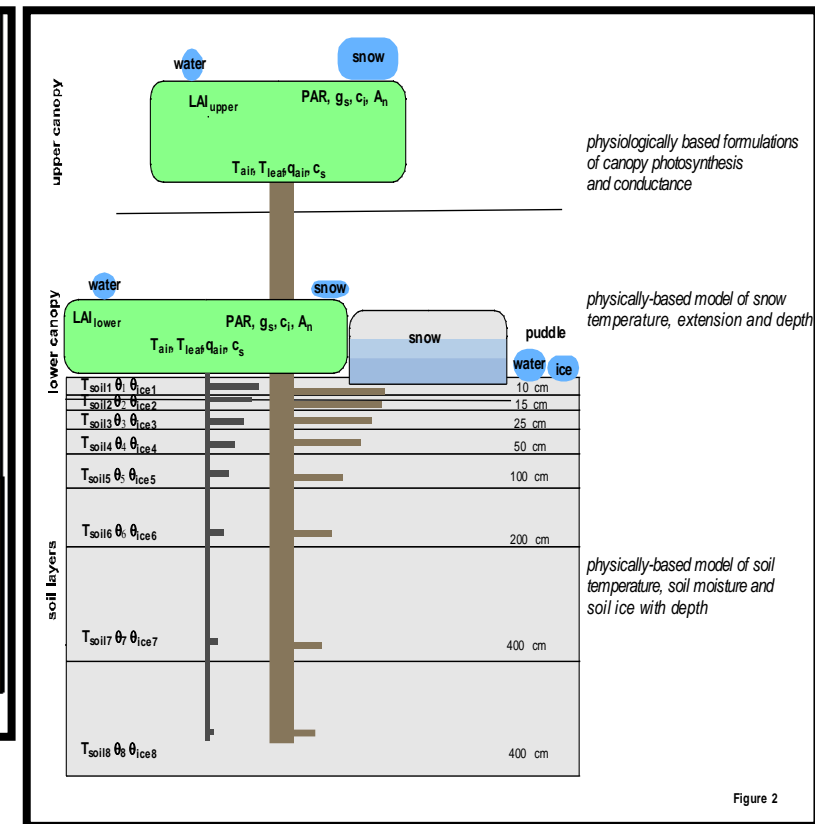 upper canopy
water
snow
LAIupper
PAR, gs, ci, An
Tair, Tleaf, qair, cs
physiologically based formulations
of canopy photosynthesis
and conductance
lower canopy
water
snow
LAIlower
PAR, gs, ci, An
Tair, Tleaf, qair, cs
snow
puddle
water
ice
physically-based model of snow
temperature, extension and depth
soil layers
Tsoil1 θ1 θice1
10 cm
Tsoil2 θ2 θice2
15 cm
Tsoil3 θ3 θice3
25 cm
Tsoil4 θ4 θice4
50 cm
Tsoil5 θ5 θice5
100 cm
Tsoil6 θ6 θice6
200 cm
physically-based model of soil
temperature, soil moisture and
soil ice with depth
Tsoil7 θ7 θice7
400 cm
Tsoil8 θ8 θice8
400 cm
Figure 2